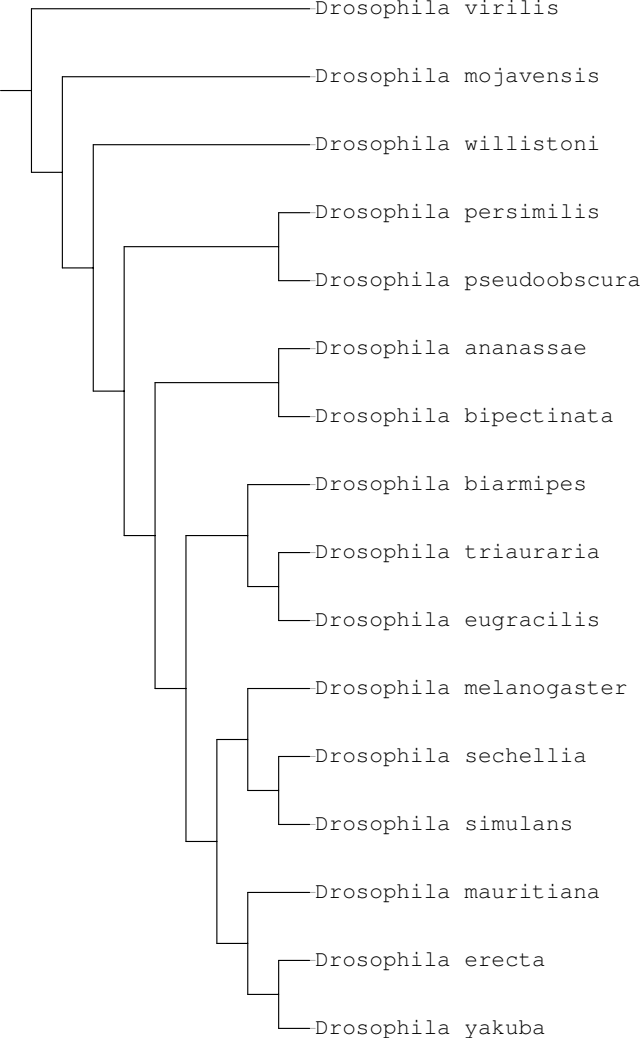 Drosophila virilis
Drosophila mojavensis
Drosophila willistoni
Drosophila persimilis
Drosophila pseudoobscura
Drosophila ananassae
Drosophila bipectinata
Drosophila biarmipes
Drosophila triauraria
Drosophila eugracilis
Drosophila melanogaster
Drosophila sechellia
Drosophila simulans
Drosophila mauritiana
Drosophila erecta
Drosophila yakuba